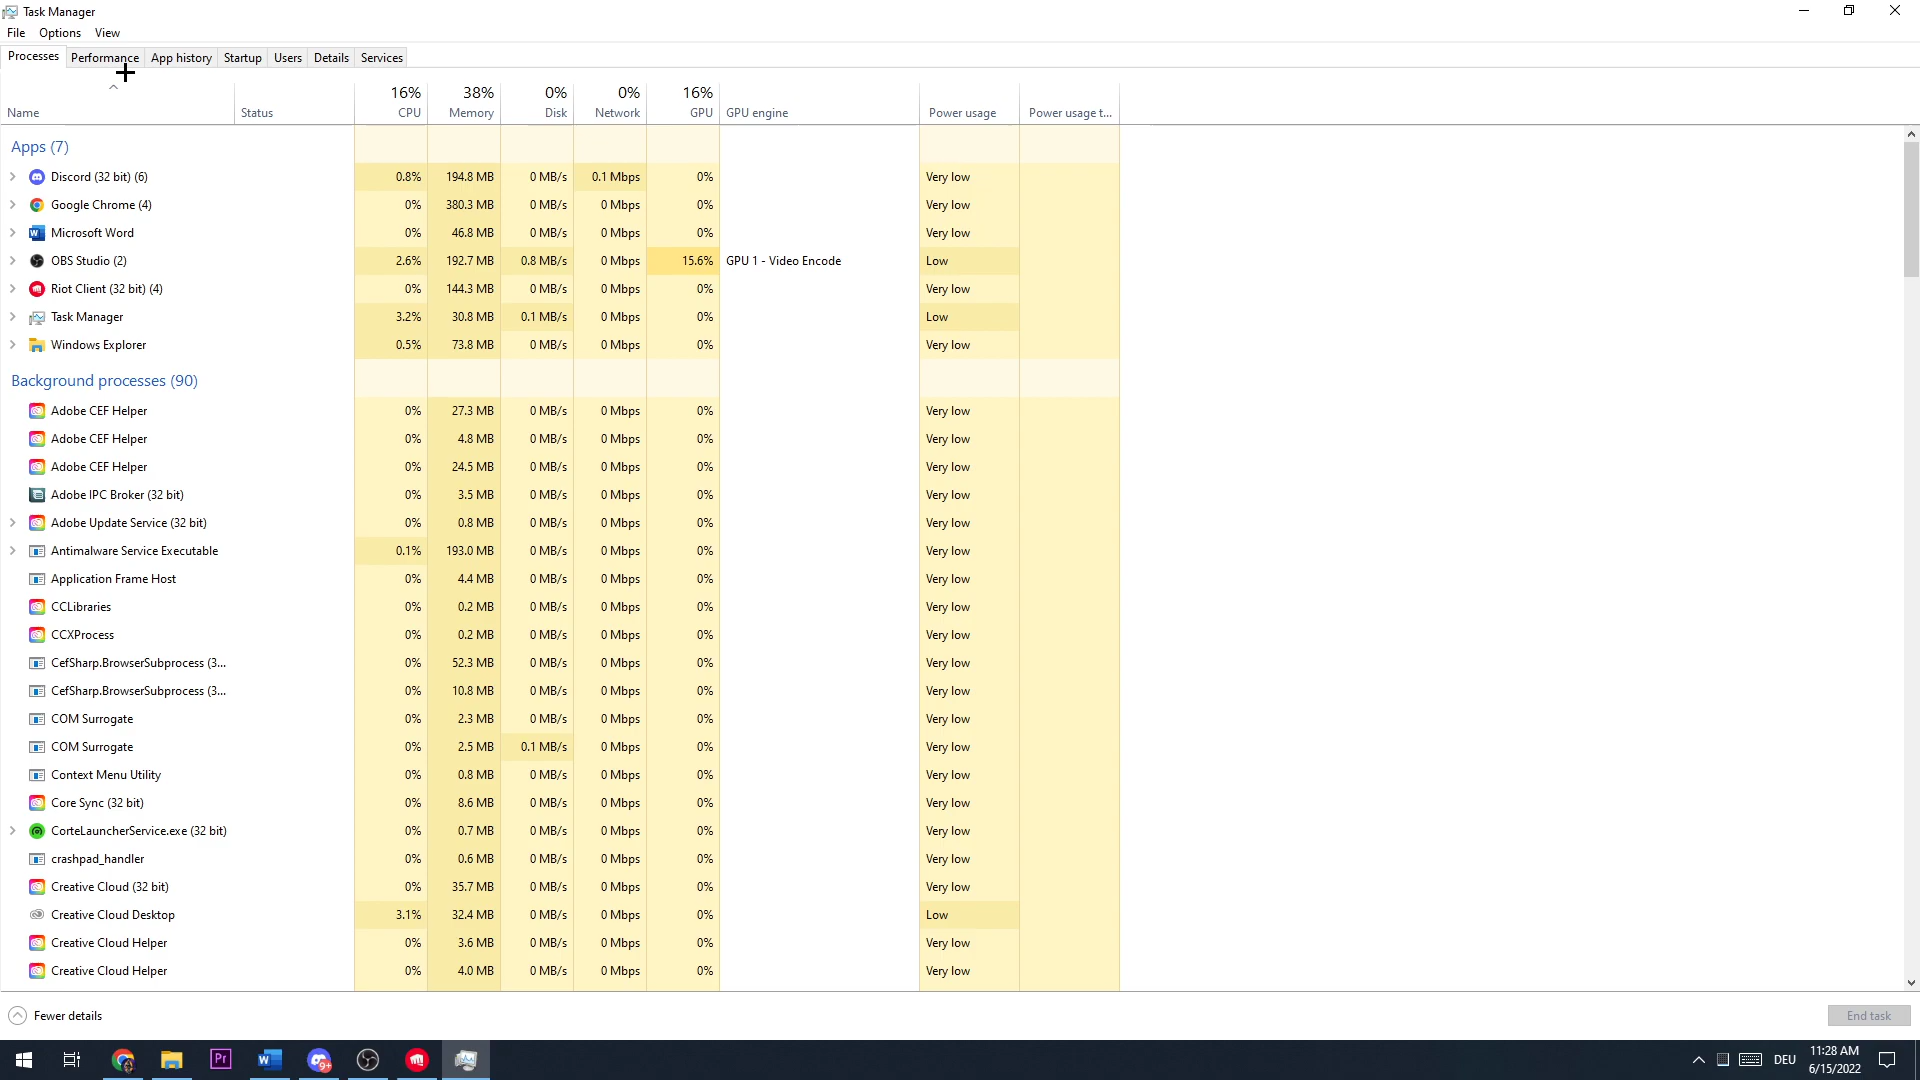 Task Manager
File Options View
Processes Performance App history Startup Users Details Services
16% 38% 0% 0% 16%
Name Status CPU Memory Disk Network GPU GPU engine Power usage Power usage t...
Apps (7)
Discord (32 bit) (6) 0.8% 194.8 MB 0 MB/s 0.1 Mbps 0% Very low
Google Chrome (4) 0% 380.3 MB 0 MB/s 0 Mbps 0% Very low
Microsoft Word 0% 46.8 MB 0 MB/s 0 Mbps 0% Very low
OBS Studio (2) 2.6% 192.7 MB 0.8 MB/s 0 Mbps 15.6% GPU 1 - Video Encode Low
Riot Client (32 bit) (4) 0% 144.3 MB 0 MB/s 0 Mbps 0% Very low
Task Manager 3.2% 30.8 MB 0.1 MB/s 0 Mbps 0% Low
Windows Explorer 0.5% 73.8 MB 0 MB/s 0 Mbps 0% Very low
Background processes (90)
Adobe CEF Helper 0% 27.3 MB 0 MB/s 0 Mbps 0% Very low
Adobe CEF Helper 0% 4.8 MB 0 MB/s 0 Mbps 0% Very low
Adobe CEF Helper 0% 24.5 MB 0 MB/s 0 Mbps 0% Very low
Adobe IPC Broker (32 bit) 0% 3.5 MB 0 MB/s 0 Mbps 0% Very low
Adobe Update Service (32 bit) 0% 0.8 MB 0 MB/s 0 Mbps 0% Very low
Antimalware Service Executable 0.1% 193.0 MB 0 MB/s 0 Mbps 0% Very low
Application Frame Host 0% 4.4 MB 0 MB/s 0 Mbps 0% Very low
CCLibraries 0% 0.2 MB 0 MB/s 0 Mbps 0% Very low
CCXProcess 0% 0.2 MB 0 MB/s 0 Mbps 0% Very low
CefSharp.BrowserSubprocess (3... 0% 52.3 MB 0 MB/s 0 Mbps 0% Very low
CefSharp.BrowserSubprocess (3... 0% 10.8 MB 0 MB/s 0 Mbps 0% Very low
COM Surrogate 0% 2.3 MB 0 MB/s 0 Mbps 0% Very low
COM Surrogate 0% 2.5 MB 0.1 MB/s 0 Mbps 0% Very low
Context Menu Utility 0% 0.8 MB 0 MB/s 0 Mbps 0% Very low
Core Sync (32 bit) 0% 8.6 MB 0 MB/s 0 Mbps 0% Very low
CorteLauncherService.exe (32 bit) 0% 0.7 MB 0 MB/s 0 Mbps 0% Very low
crashpad_handler 0% 0.6 MB 0 MB/s 0 Mbps 0% Very low
Creative Cloud (32 bit) 0% 35.7 MB 0 MB/s 0 Mbps 0% Very low
Creative Cloud Desktop 3.1% 32.4 MB 0 MB/s 0 Mbps 0% Low
Creative Cloud Helper 0% 3.6 MB 0 MB/s 0 Mbps 0% Very low
Creative Cloud Helper 0% 4.0 MB 0 MB/s 0 Mbps 0% Very low
Fewer details End task
Pr W 9+ DEU 11:28 AM
6/15/2022